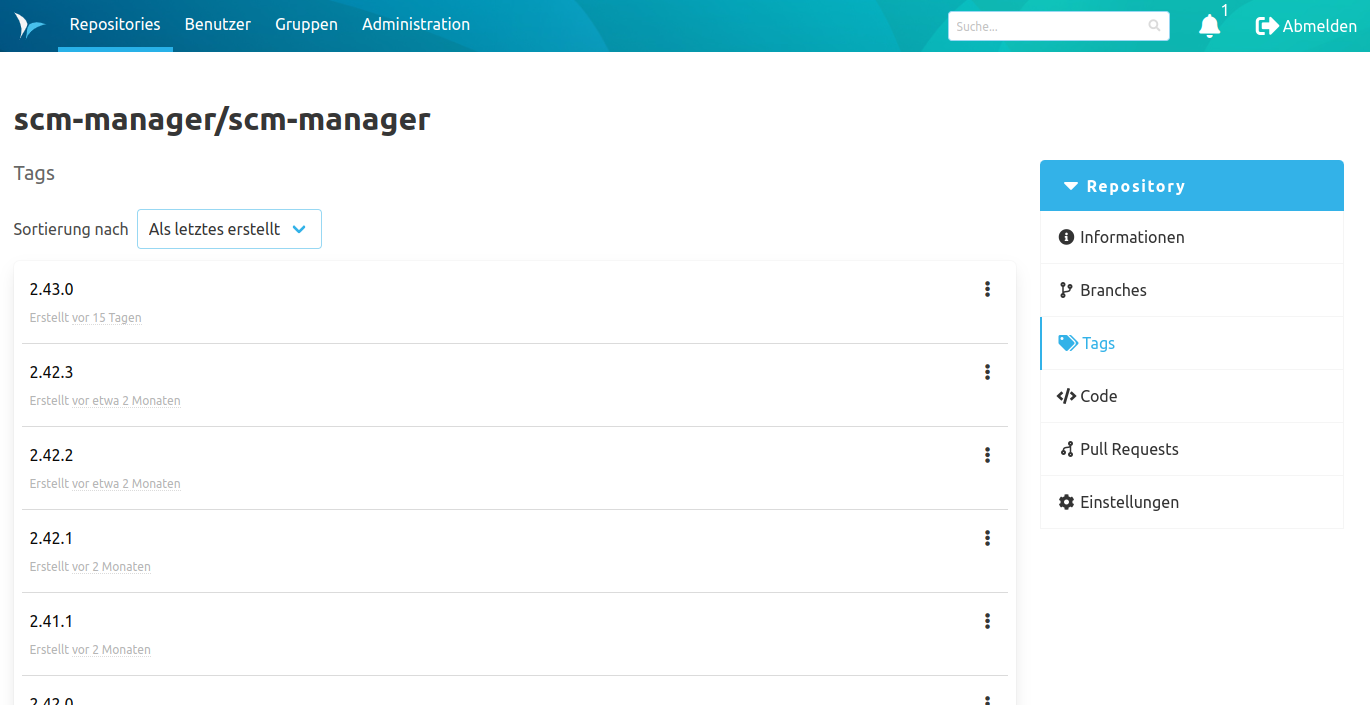 Repositories Benutzer Gruppen Administration Suche... 1 Abmelden
scm-manager/scm-manager
Tags
Sortierung nach Als letztes erstellt
2.43.0
Erstellt vor 15 Tagen
2.42.3
Erstellt vor etwa 2 Monaten
2.42.2
Erstellt vor etwa 2 Monaten
2.42.1
Erstellt vor 2 Monaten
2.41.1
Erstellt vor 2 Monaten
2.42.0
Repository
Informationen
Branches
Tags
Code
Pull Requests
Einstellungen